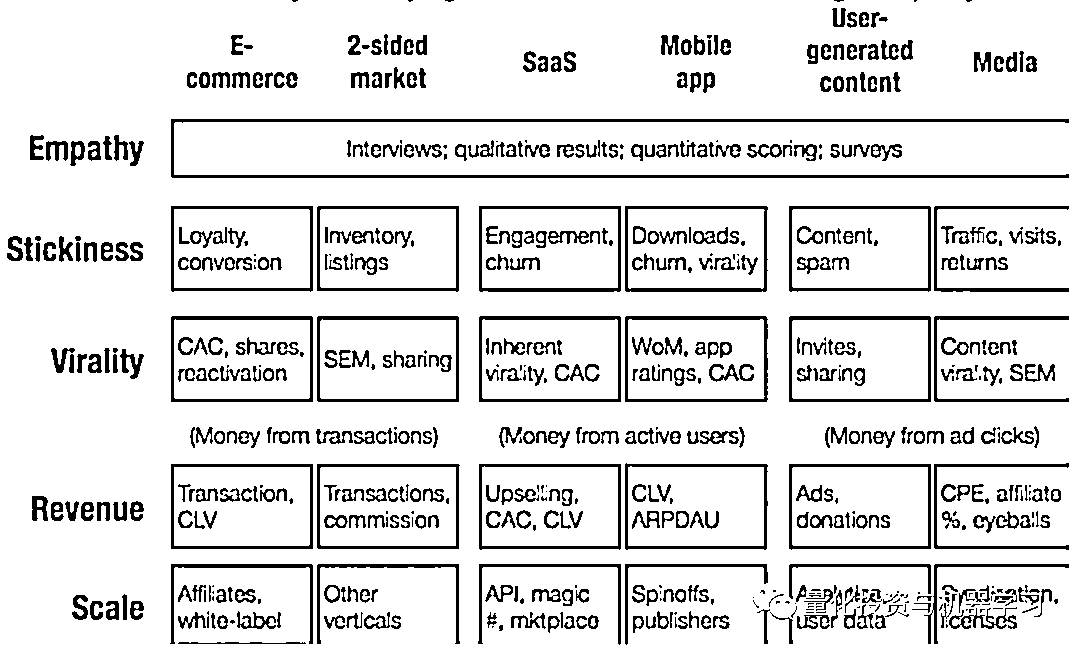 E-
commerce
2-sided
market
SaaS
Mobile
app
User-
generated
content
Media
Empathy
Interviews; qualitative results; quantitative scoring; surveys
Stickiness
Loyalty,
conversion
Inventory,
listings
Engagement,
churn
Downloads,
churn, virality
Content,
spam
Traffic, visits,
returns
Virality
CAC, shares,
reactivation
SEM, sharing
Inherent
virality, CAC
WoM, app
ratings, CAC
Invites,
sharing
Content
virality, SEM
(Money from transactions)
(Money from active users)
(Money from ad clicks)
Revenue
Transaction,
CLV
Transactions,
commission
Upselling,
CAC, CLV
CLV,
ARPDAU
Ads,
donations
CPE, affiliate
%, eyeballs
Scale
Affiliates,
white-label
Other
verticals
API, magic
#, mktplace
Spinoffs,
publishers
Analytics,
user data
Syndication,
licenses
量化投资与机器学习